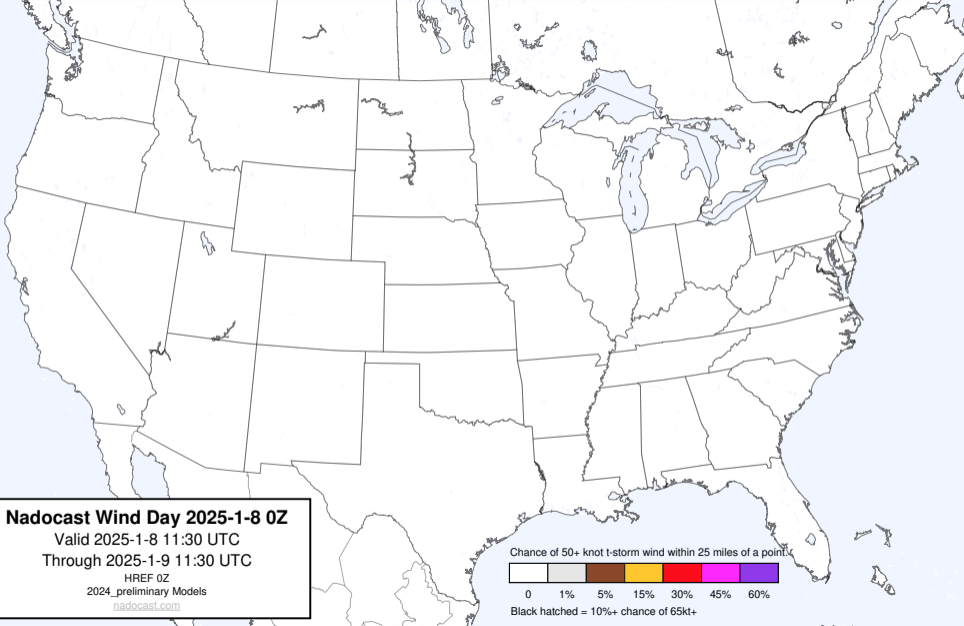 Nadocast Wind Day 2025-1-8 0Z
Valid 2025-1-8 11:30 UTC
Through 2025-1-9 11:30 UTC
HREF 0Z
2024_preliminary Models
nadocast.com
Chance of 50+ knot t-storm wind within 25 miles of a point.
0 1% 5% 15% 30% 45% 60%
Black hatched = 10%+ chance of 65kt+